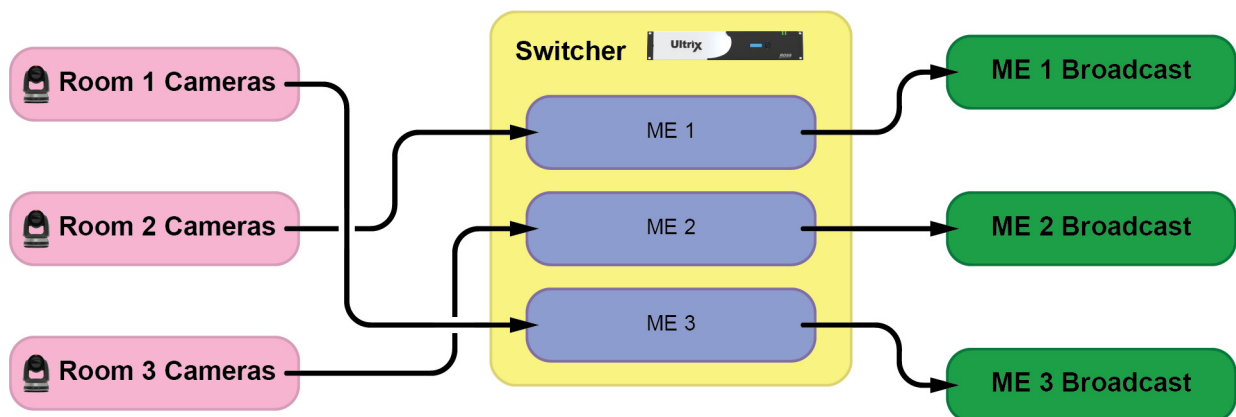 Switcher
Ultrix
ROSS
Room 1 Cameras
Room 2 Cameras
Room 3 Cameras
ME 1
ME 2
ME 3
ME 1 Broadcast
ME 2 Broadcast
ME 3 Broadcast